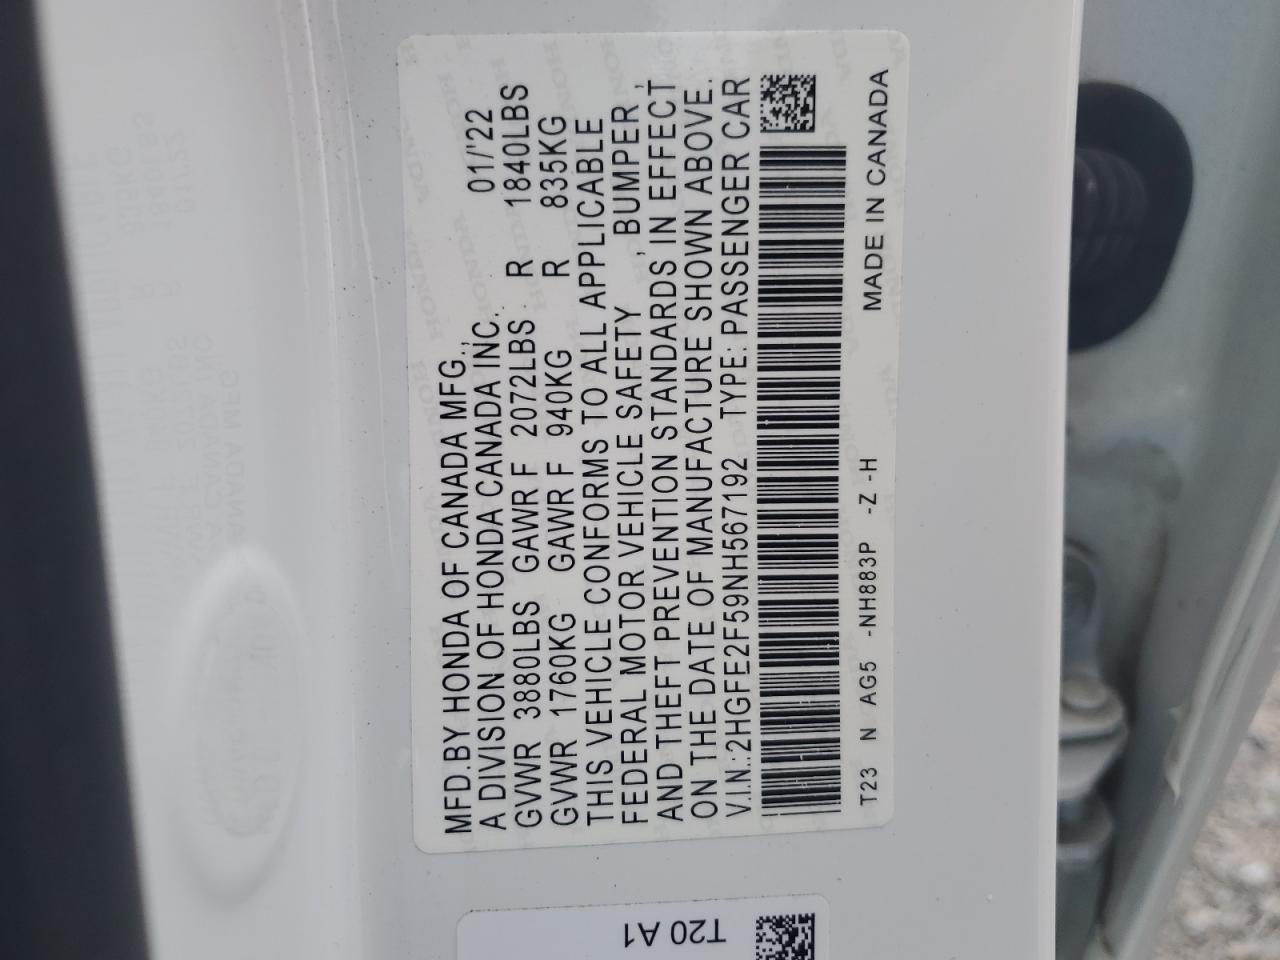 MFD.BY HONDA OF CANADA MFG., 01/'22
A DIVISION OF HONDA CANADA INC.
GVWR 3880LBS GAWR F 2072LBS R 1840LBS
GVWR 1760KG GAWR F 940KG R 835KG
THIS VEHICLE CONFORMS TO ALL APPLICABLE
FEDERAL MOTOR VEHICLE SAFETY , BUMPER ,
AND THEFT PREVENTION STANDARDS IN EFFECT
ON THE DATE OF MANUFACTURE SHOWN ABOVE.
V.I.N.:2HGFE2F59NH567192 TYPE: PASSENGER CAR
T23 N AG5 -NH883P -Z -H MADE IN CANADA
T20 A1